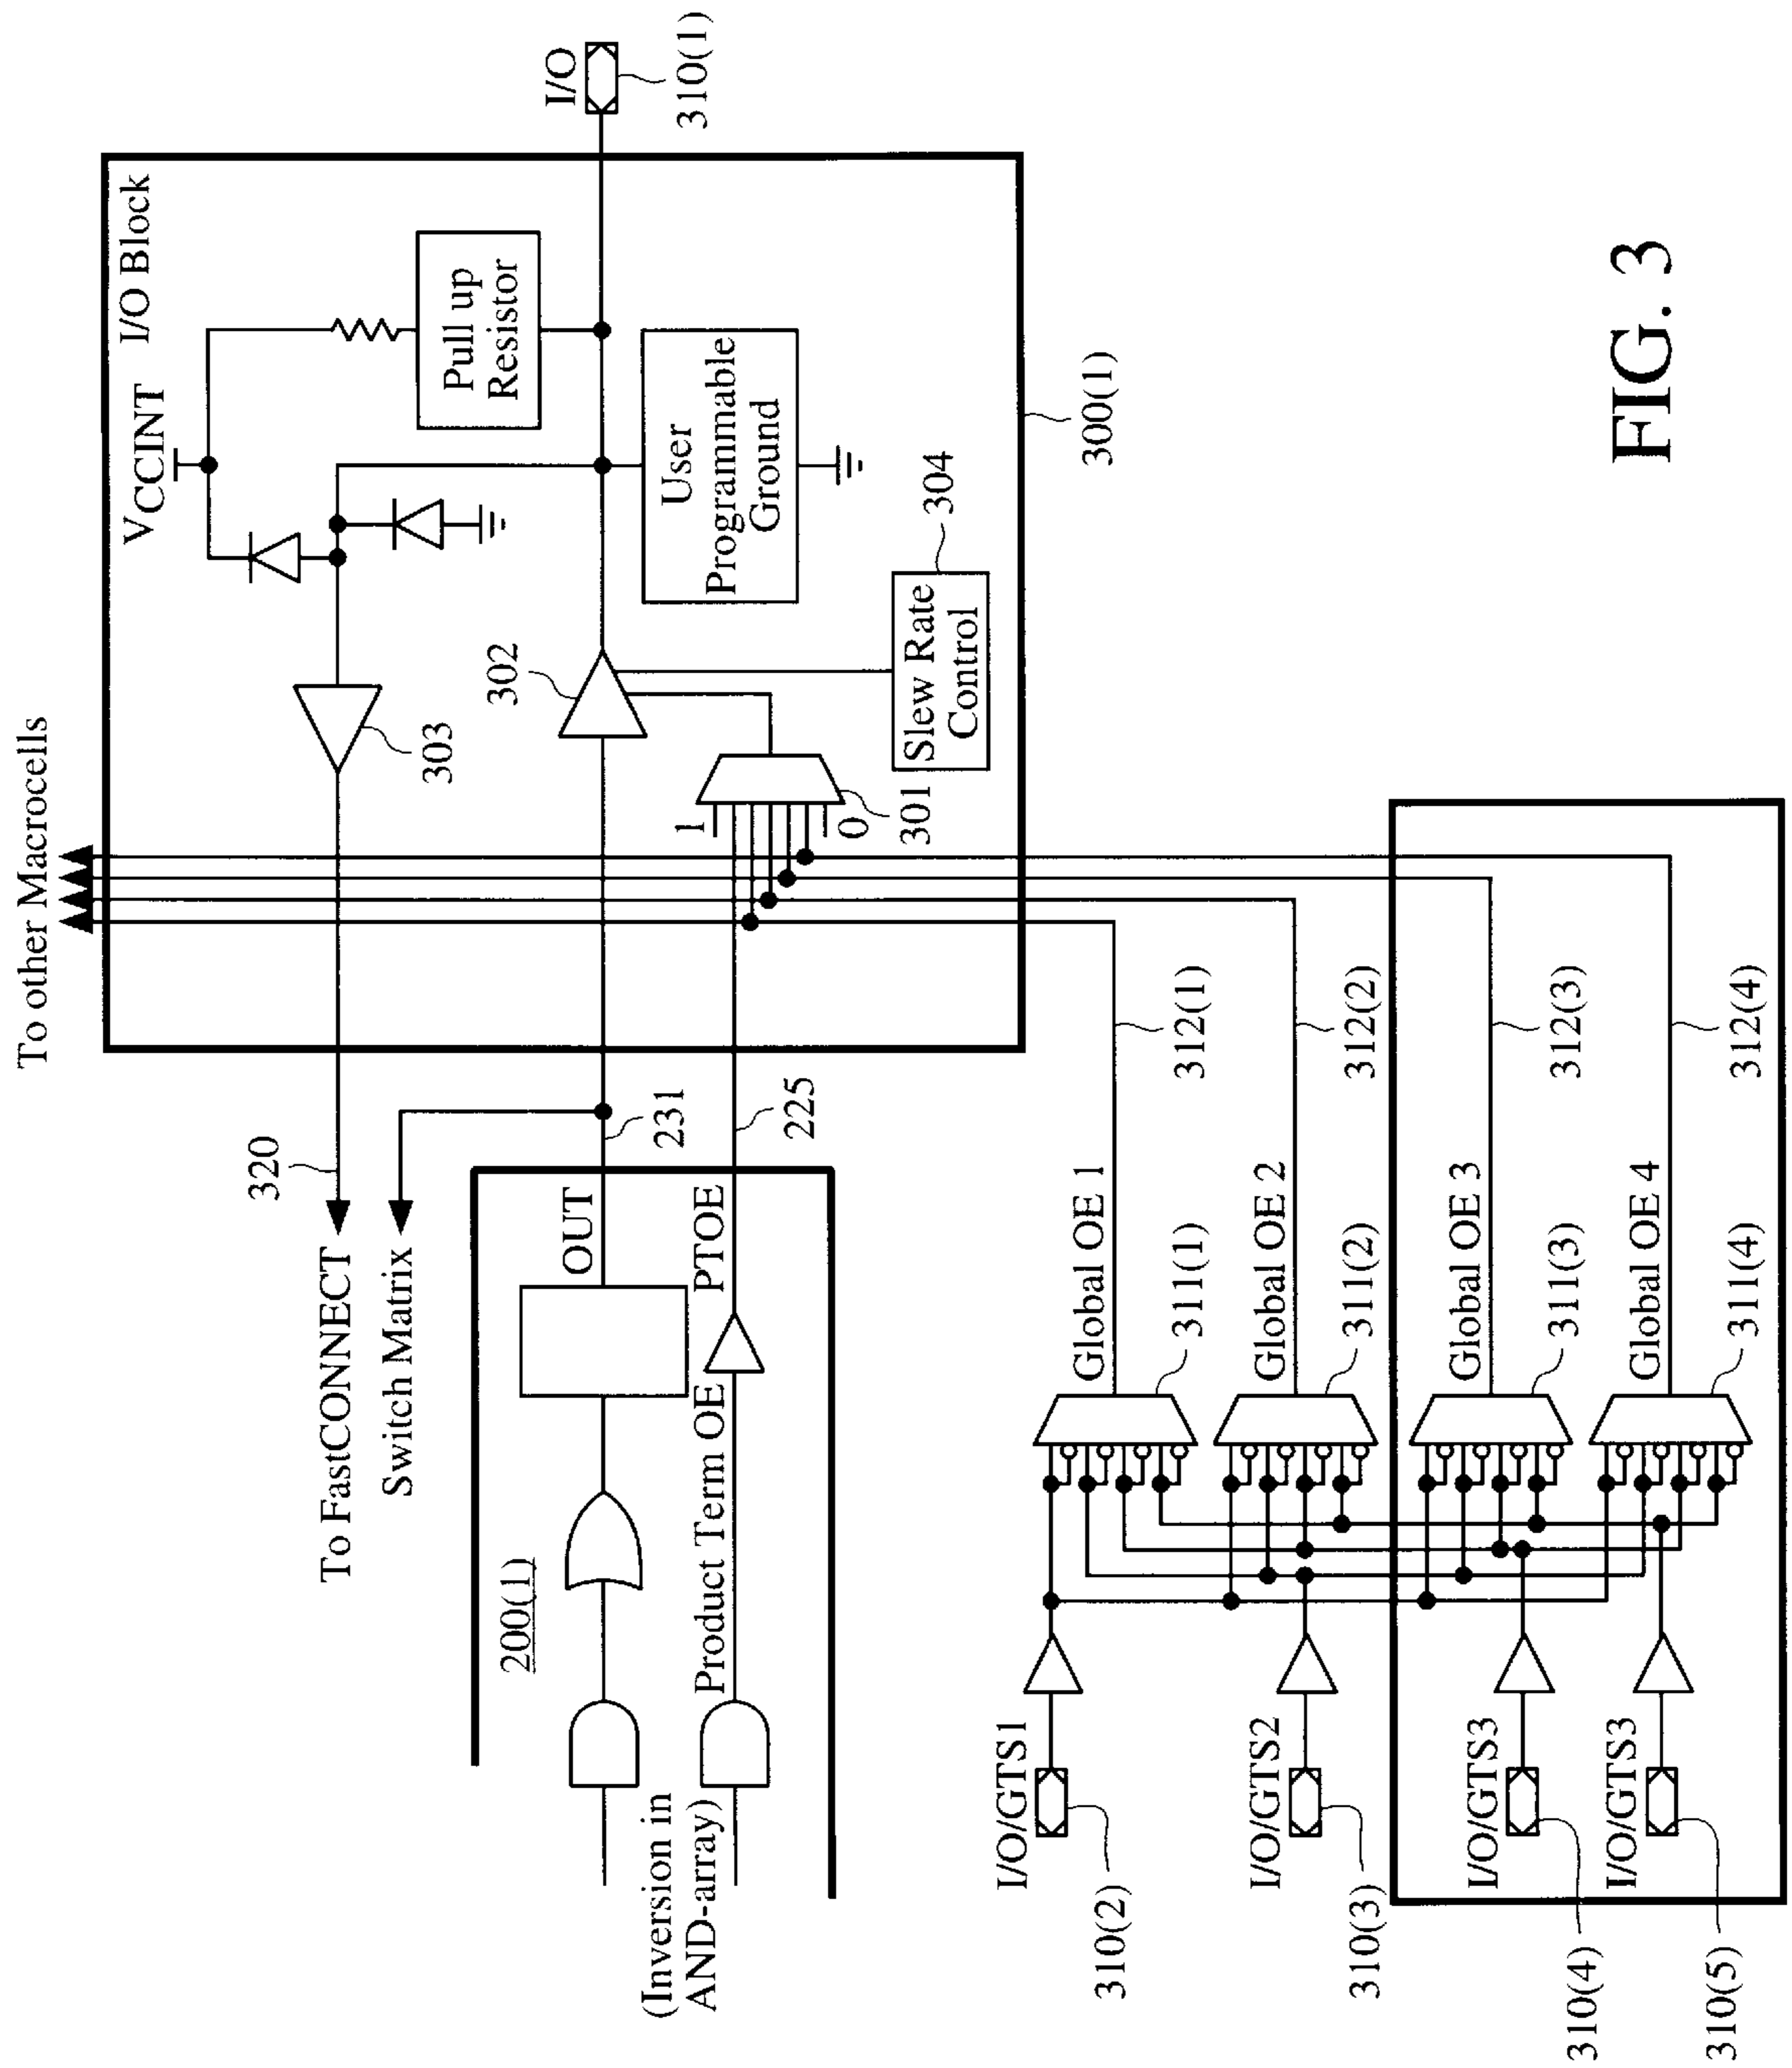 To other Macrocells
VCCINT
I/O Block
Pull up
Resistor
I/O
310(1)
303
302
User
Programmable
Ground
1
0
301
Slew Rate
Control
304
300(1)
320
To FastCONNECT
Switch Matrix
231
225
200(1)
OUT
PTOE
Product Term OE
(Inversion in
AND-array)
I/O/GTS1
310(2)
I/O/GTS2
310(3)
I/O/GTS3
310(4)
I/O/GTS3
310(5)
Global OE 1
311(1)
312(1)
Global OE 2
311(2)
312(2)
Global OE 3
311(3)
312(3)
Global OE 4
311(4)
312(4)
FIG. 3